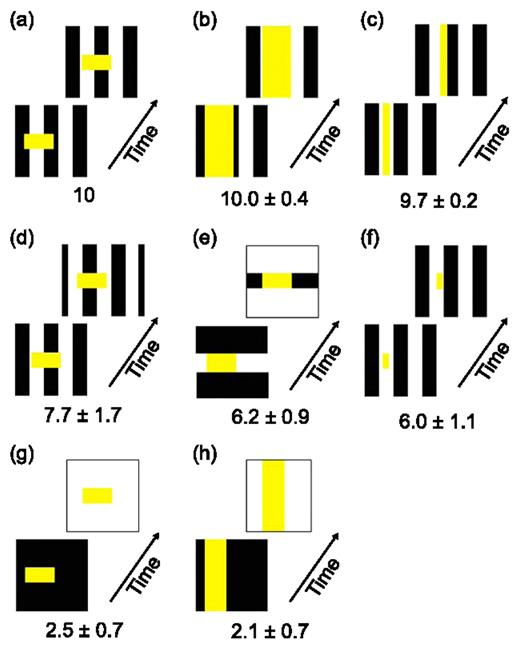 (a) (b) (c)
Time Time Time
10 10.0 ± 0.4 9.7 ± 0.2
(d) (e) (f)
Time Time Time
7.7 ± 1.7 6.2 ± 0.9 6.0 ± 1.1
(g) (h)
Time Time
2.5 ± 0.7 2.1 ± 0.7